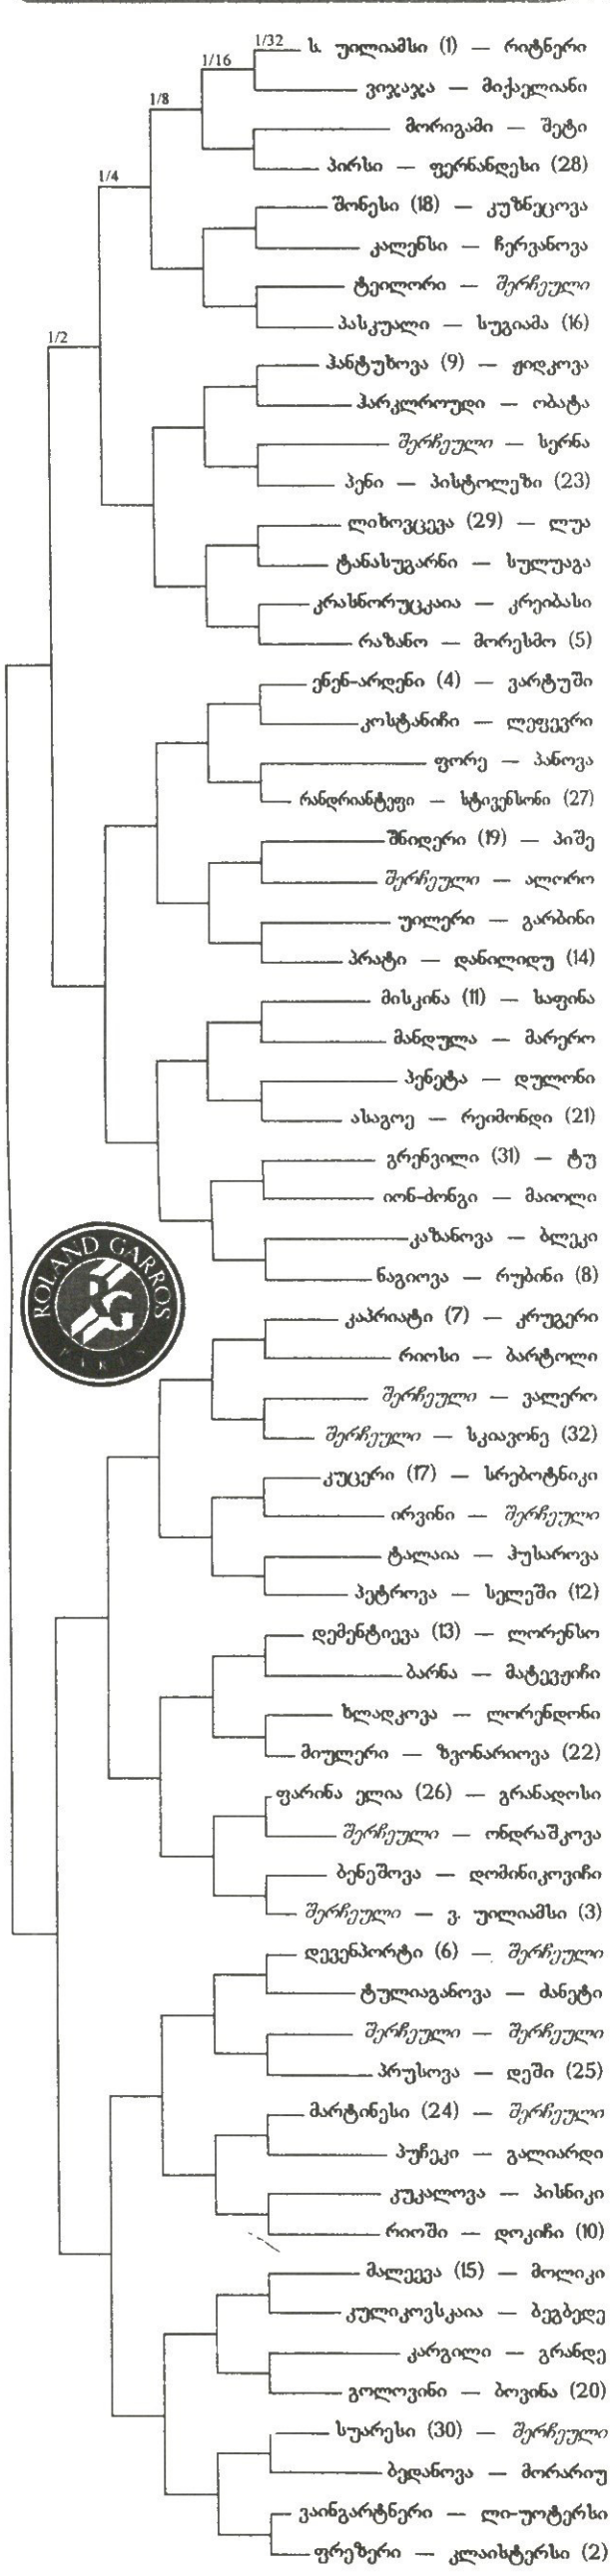 1/32
ს. უილიამსი (1) — რიტნერი
1/16
ვიჯაჯა — მიქაელიანი
1/8
მორიგამი — შეტი
პირსი — ფერნანდესი (28)
1/4
შონესი (18) — კუზნეცოვა
კალენსი — ჩერვანოვა
ტეილორი — შერჩეული
პასკუალი — სუგიამა (16)
1/2
ჰანტუხოვა (9) — ჟიდკოვა
ჰარკლროუდი — ობატა
შერჩეული — სერნა
პენი — პისტოლეზი (23)
ლიხოვცევა (29) — ლუა
ტანასუგარნი — სულუაგა
კრასნორუცკაია — კრეიბასი
რაზანო — მორესმო (5)
ენენ-არდენი (4) — ვარტუში
კოსტანიჩი — ლეფევრი
ფორე — პანოვა
რანდრიანტეფი — სტივენსონი (27)
შნიდერი (19) — პიშე
შერჩეული — ალორო
უილერი — გარბინი
პრატი — დანილიდუ (14)
მისკინა (11) — საფინა
მანდულა — მარერო
პენეტა — დულონი
ასაგოე — რეიმონდი (21)
გრენვილი (31) — ტუ
იონ-ძონგი — მაიოლი
კაზანოვა — ბლეკი
ნაგიოვა — რუბინი (8)
ROLAND GARROS
RG
PARIS
კაპრიატი (7) — კრუგერი
რიოსი — ბარტოლი
შერჩეული — ვალერო
შერჩეული — სკიავონე (32)
კუცერი (17) — სრებოტნიკი
ირვინი — შერჩეული
ტალაია — ჰუსაროვა
პეტროვა — სელეში (12)
დემენტიევა (13) — ლორენსო
ბარნა — მატევჟიჩი
ხლადკოვა — ლორენდონი
მიულერი — ზვონარიოვა (22)
ფარინა ელია (26) — გრანადოსი
შერჩეული — ონდრაშკოვა
ბენეშოვა — დომინიკოვიჩი
შერჩეული — ვ. უილიამსი (3)
დევენპორტი (6) — შერჩეული
ტულიაგანოვა — ძანეტი
შერჩეული — შერჩეული
პრუსოვა — დეში (25)
მარტინესი (24) — შერჩეული
პუჩეკი — გალიარდი
კუკალოვა — პისნიკი
რიოში — დოკიჩი (10)
მალეევა (15) — მოლიკი
კულიკოვსკაია — ბეგბედე
კარგილი — გრანდე
გოლოვინი — ბოვინა (20)
სუარესი (30) — შერჩეული
ბედანოვა — მორარიუ
ვაინგარტნერი — ლი-უოტერსი
ფრეზერი — კლაისტერსი (2)